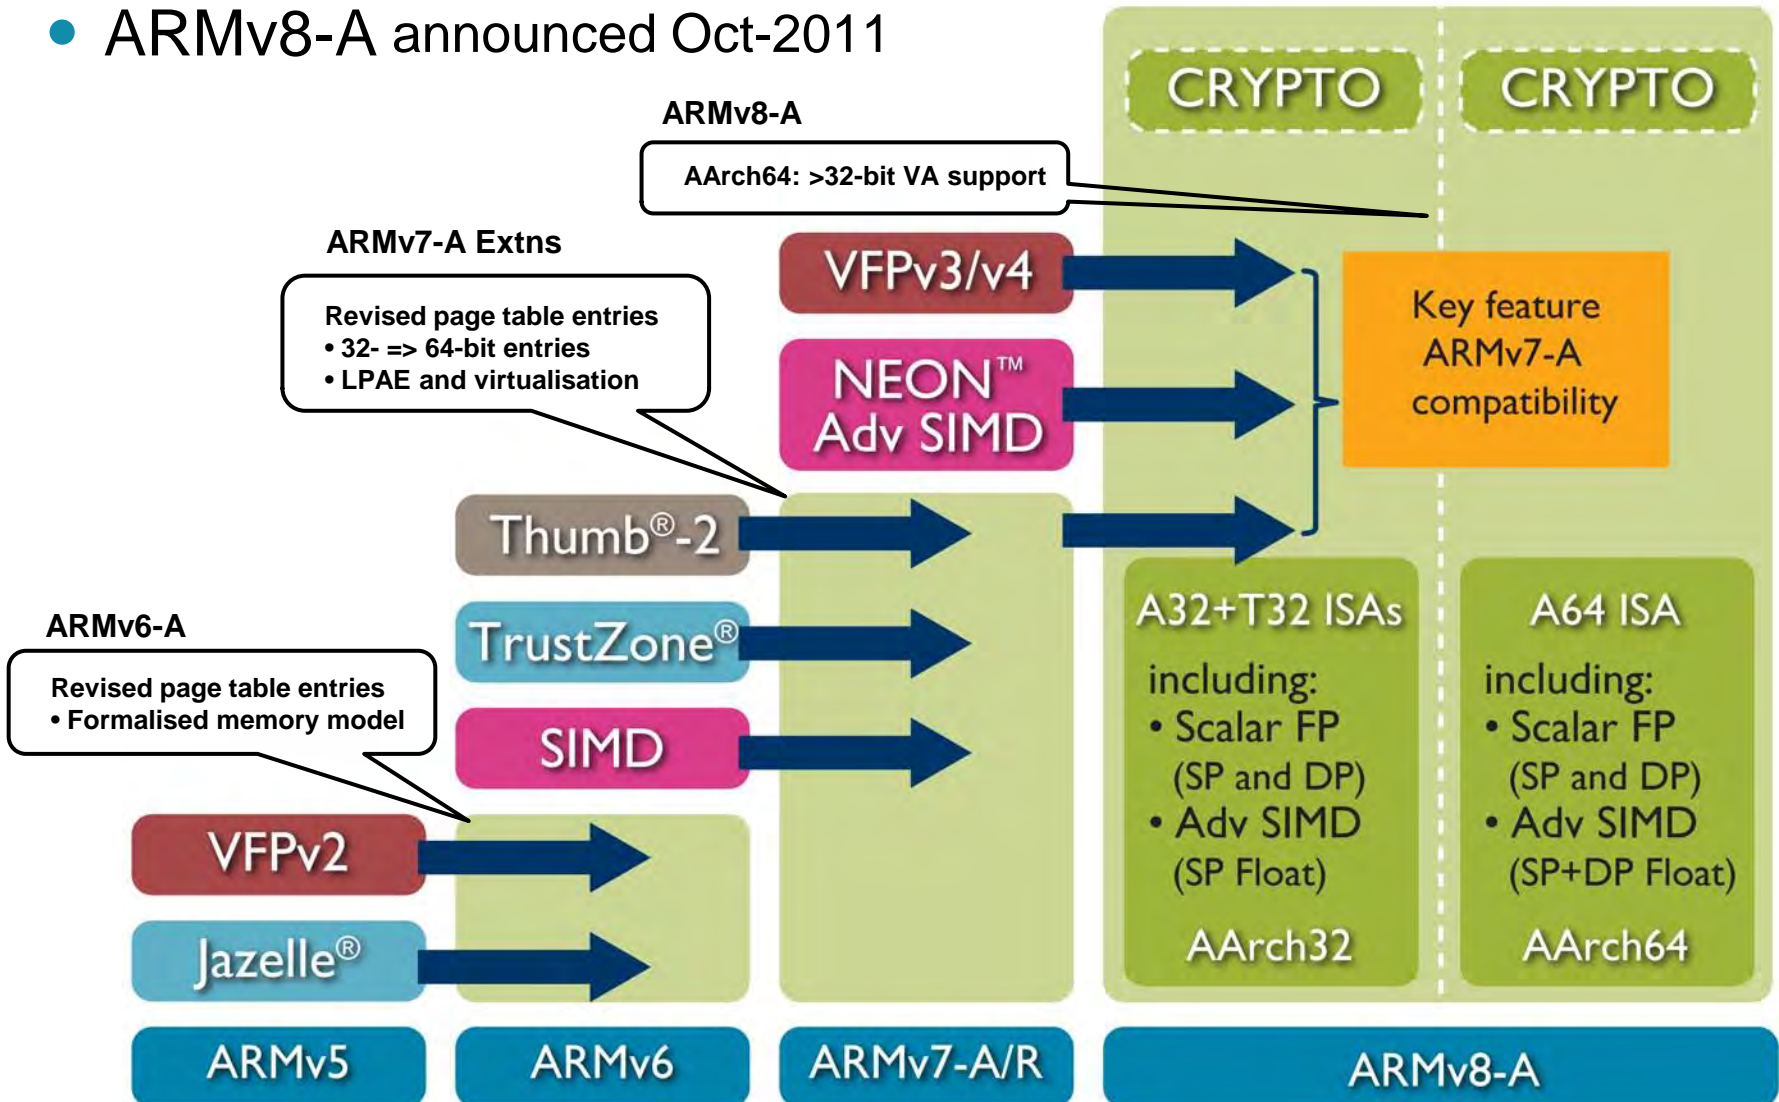 • ARMv8-A announced Oct-2011
CRYPTO
CRYPTO
ARMv8-A
AArch64: >32-bit VA support
ARMv7-A Extns
Revised page table entries
• 32- => 64-bit entries
• LPAE and virtualisation
VFPv3/v4
NEON™
Adv SIMD
Key feature
ARMv7-A
compatibility
Thumb®-2
TrustZone®
SIMD
ARMv6-A
Revised page table entries
• Formalised memory model
VFPv2
Jazelle®
A32+T32 ISAs
including:
• Scalar FP
(SP and DP)
• Adv SIMD
(SP Float)
AArch32
A64 ISA
including:
• Scalar FP
(SP and DP)
• Adv SIMD
(SP+DP Float)
AArch64
ARMv5
ARMv6
ARMv7-A/R
ARMv8-A